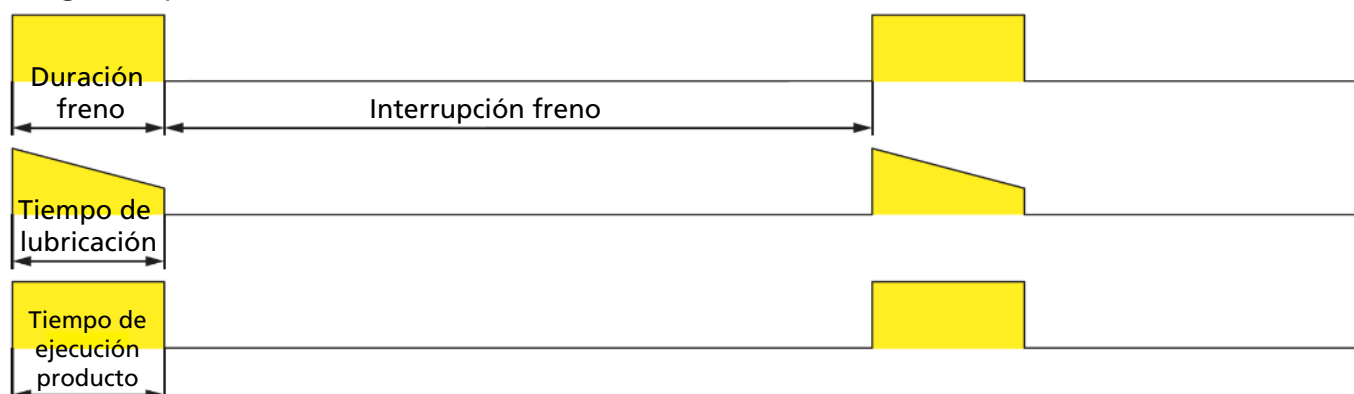 Duración
freno
Interrupción freno
Tiempo de
lubricación
Tiempo de
ejecución
producto